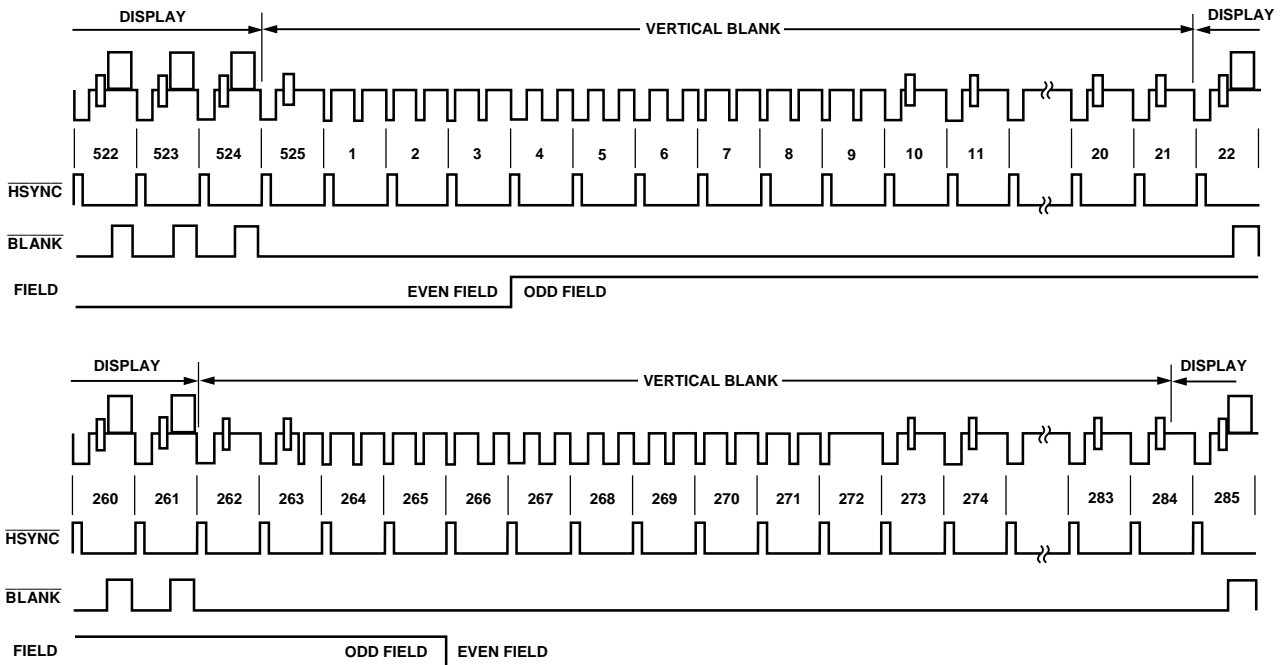 DISPLAY VERTICAL BLANK DISPLAY
522 523 524 525 1 2 3 4 5 6 7 8 9 10 11 20 21 22
HSYNC
BLANK
FIELD EVEN FIELD ODD FIELD
DISPLAY VERTICAL BLANK DISPLAY
260 261 262 263 264 265 266 267 268 269 270 271 272 273 274 283 284 285
HSYNC
BLANK
FIELD ODD FIELD EVEN FIELD